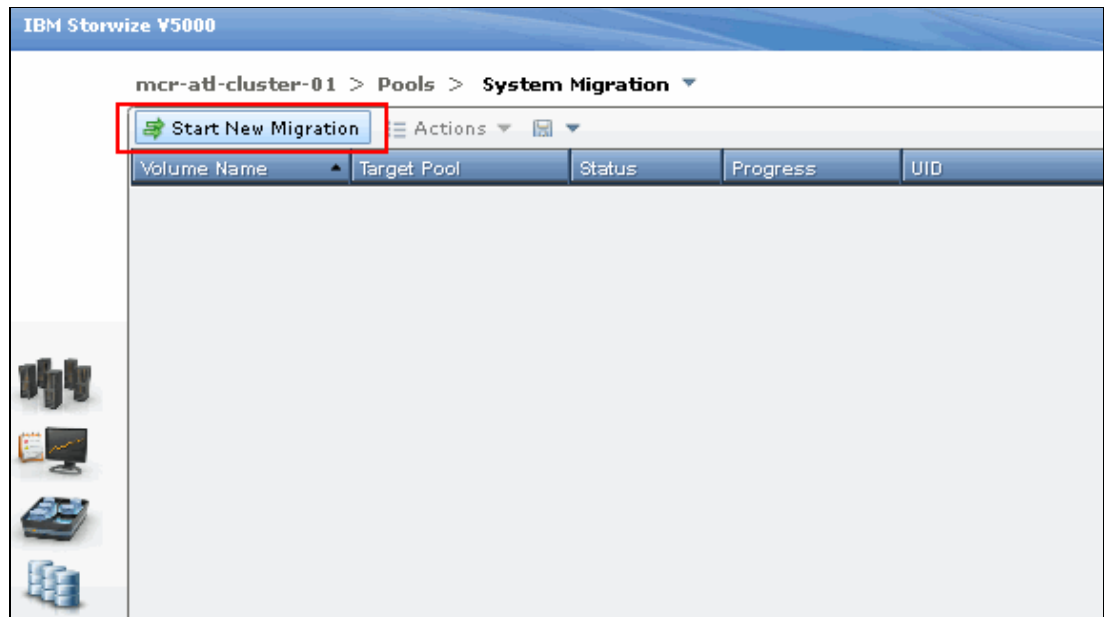 IBM Storwize V5000
mcr-atl-cluster-01 > Pools > System Migration
Start New Migration Actions
Volume Name Target Pool Status Progress UID